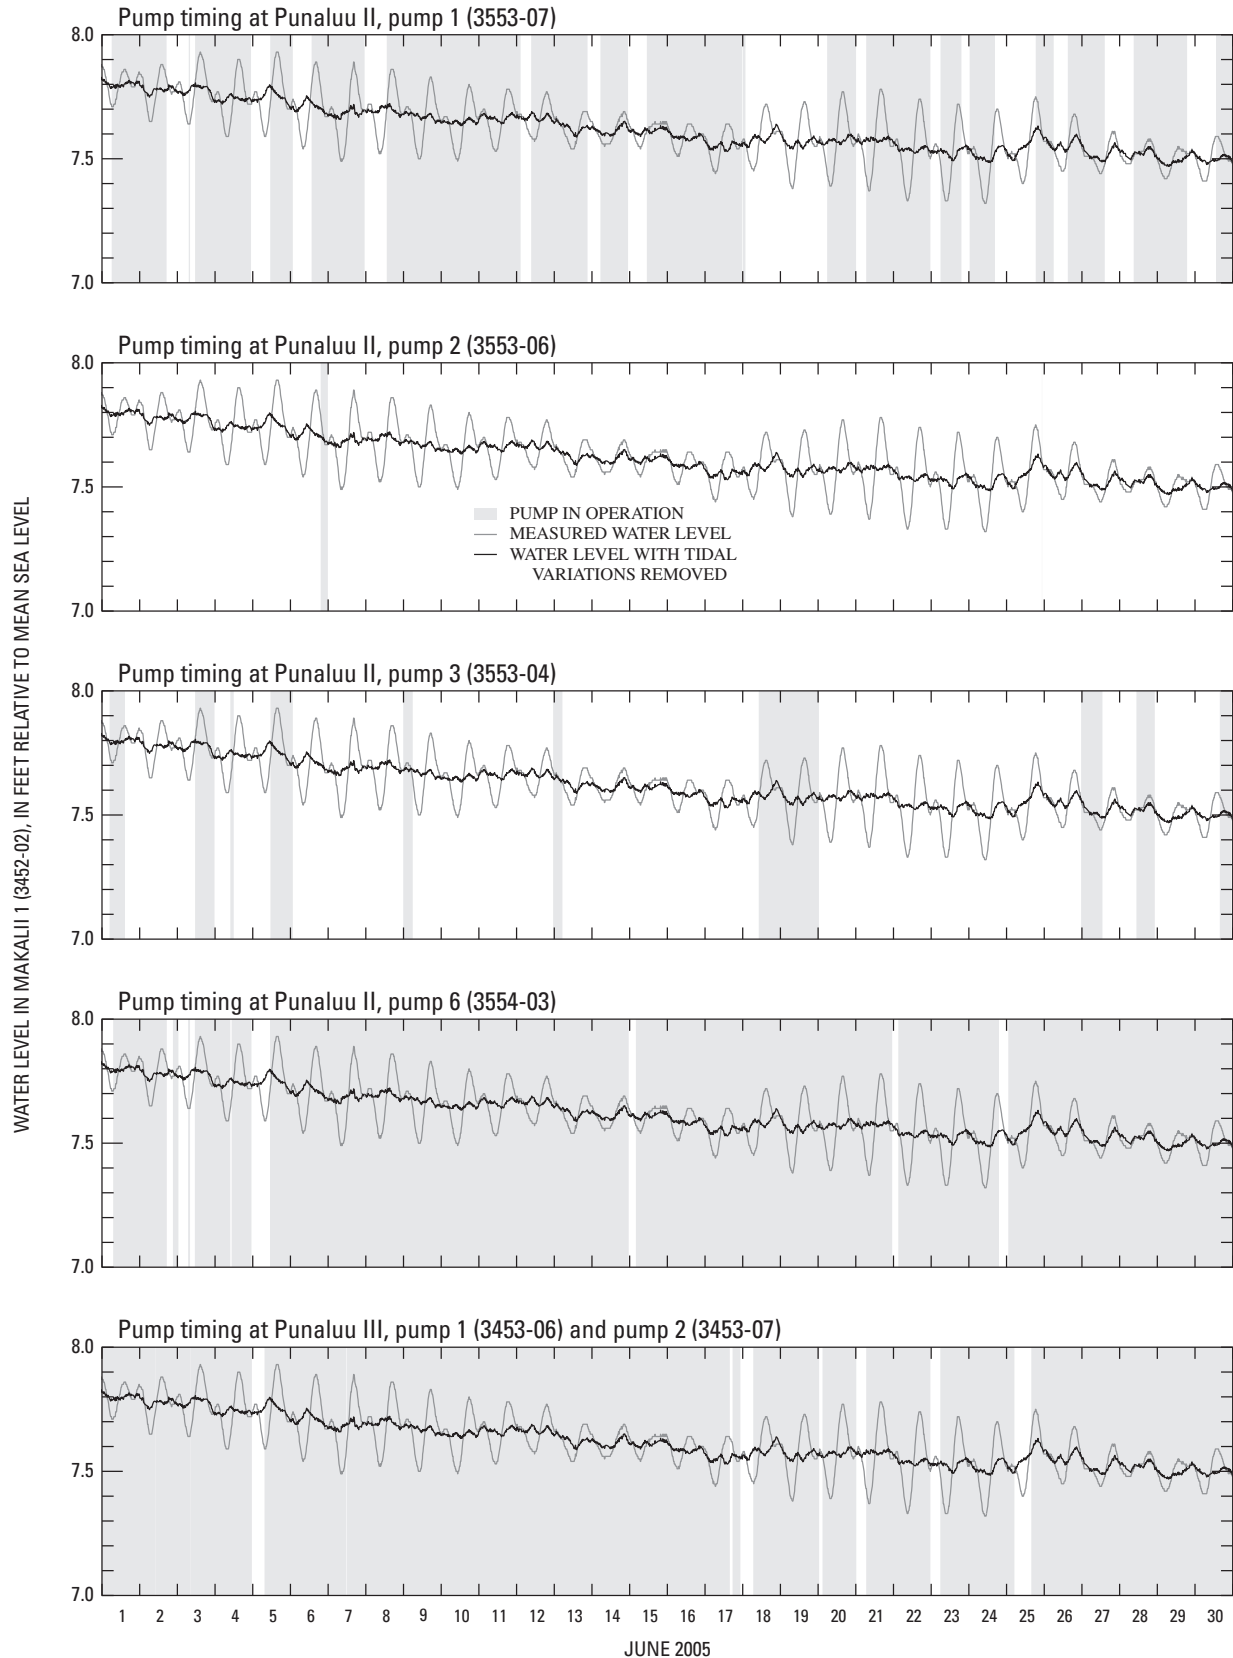 Pump timing at Punaluu II, pump 1 (3553-07)
8.0
7.5
7.0
Pump timing at Punaluu II, pump 2 (3553-06)
8.0
7.5
7.0
PUMP IN OPERATION
MEASURED WATER LEVEL
WATER LEVEL WITH TIDAL
VARIATIONS REMOVED
Pump timing at Punaluu II, pump 3 (3553-04)
8.0
7.5
7.0
Pump timing at Punaluu II, pump 6 (3554-03)
8.0
7.5
7.0
Pump timing at Punaluu III, pump 1 (3453-06) and pump 2 (3453-07)
8.0
7.5
7.0
1 2 3 4 5 6 7 8 9 10 11 12 13 14 15 16 17 18 19 20 21 22 23 24 25 26 27 28 29 30
JUNE 2005
WATER LEVEL IN MAKALII 1 (3452-02), IN FEET RELATIVE TO MEAN SEA LEVEL